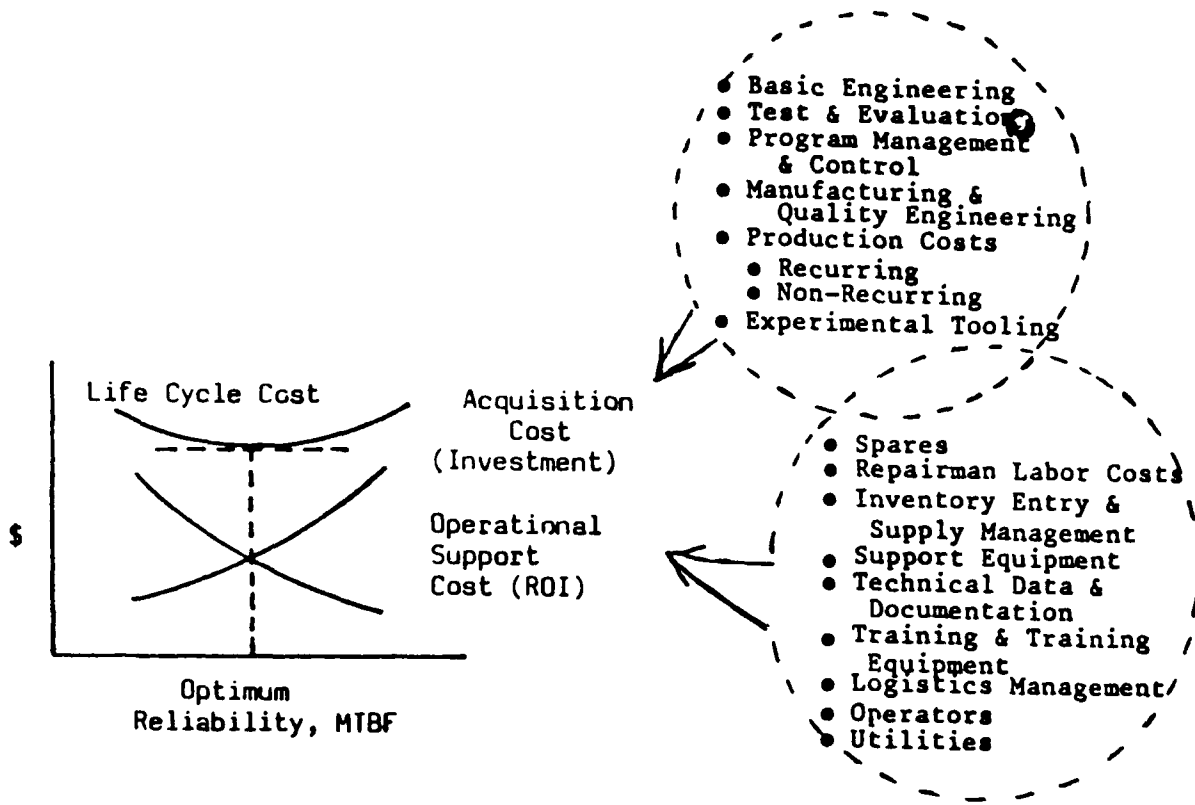 • Basic Engineering
• Test & Evaluation
• Program Management
& Control
• Manufacturing &
Quality Engineering
• Production Costs
• Recurring
• Non-Recurring
• Experimental Tooling
Life Cycle Cost
Acquisition
Cost
(Investment)
Operational
Support
Cost (ROI)
$
Optimum
Reliability, MTBF
• Spares
• Repairman Labor Costs
• Inventory Entry &
Supply Management
• Support Equipment
• Technical Data &
Documentation
• Training & Training
Equipment
• Logistics Management
• Operators
• Utilities